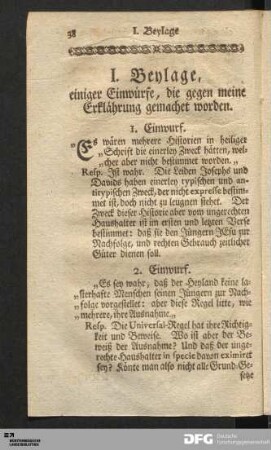 58 I. Beylage
I. Beylage,
einiger Einwürfe, die gegen meine
Erklährung gemachet worden.
1. Einwurf.
"Es wären mehrere Historien in heiliger
„Schrift die einerley Zweck hätten, wel-
„cher aber nicht bestimmet worden.„
Resp. Ist wahr. Die Leiden Josephs und
Davids haben einerley typischen und an-
titypischen Zweck, der nicht expresse bestim-
met ist, doch nicht zu leugnen stehet. Der
Zweck dieser Historie aber vom ungerechten
Haushalter ist im ersten und letzten Verse
bestimmet: daß sie den Jüngern JEsu zur
Nachfolge, und rechten Gebrauch zeitlicher
Güter dienen soll.
2. Einwurf.
„Es sey wahr, daß der Heyland keine la-
„sterhafte Menschen seinen Jüngern zur Nach-
„folge vorgestellet: aber diese Regel litte, wie
„mehrere, ihre Ausnahme.„
Resp. Die Universal-Regel hat ihre Richtig-
keit und Beweise. Wo ist aber der Be-
weiß der Ausnahme? Und daß der unge-
rechte Haushalter in specie davon eximiret
sey? Könte man also nicht alle Grund-Ge-
setze
DFG
Deutsche
Forschungsgemeinschaft